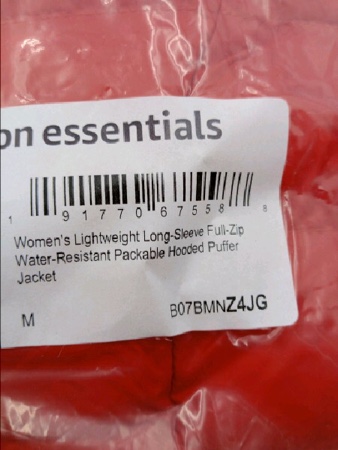 on essentials
1 91770 67558 8
Women's Lightweight Long-Sleeve Full-Zip
Water-Resistant Packable Hooded Puffer
Jacket
M B07BMNZ4JG